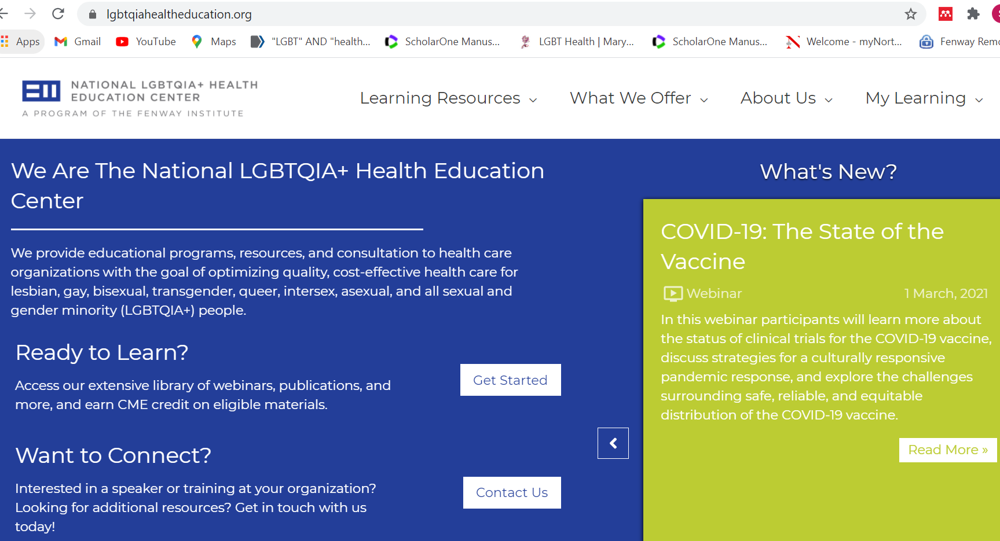 lgbtqiahealtheducation.org
Apps Gmail YouTube Maps "LGBT" AND "health... ScholarOne Manus... LGBT Health | Mary... ScholarOne Manus... Welcome - myNort... Fenway Remo
NATIONAL LGBTQIA+ HEALTH
EDUCATION CENTER
A PROGRAM OF THE FENWAY INSTITUTE
Learning Resources What We Offer About Us My Learning
We Are The National LGBTQIA+ Health Education
Center
We provide educational programs, resources, and consultation to health care
organizations with the goal of optimizing quality, cost-effective health care for
lesbian, gay, bisexual, transgender, queer, intersex, asexual, and all sexual and
gender minority (LGBTQIA+) people.
Ready to Learn?
Access our extensive library of webinars, publications, and
more, and earn CME credit on eligible materials.
Get Started
Want to Connect?
Interested in a speaker or training at your organization?
Looking for additional resources? Get in touch with us
today!
Contact Us
What's New?
COVID-19: The State of the
Vaccine
Webinar 1 March, 2021
In this webinar participants will learn more about
the status of clinical trials for the COVID-19 vaccine,
discuss strategies for a culturally responsive
pandemic response, and explore the challenges
surrounding safe, reliable, and equitable
distribution of the COVID-19 vaccine.
Read More »